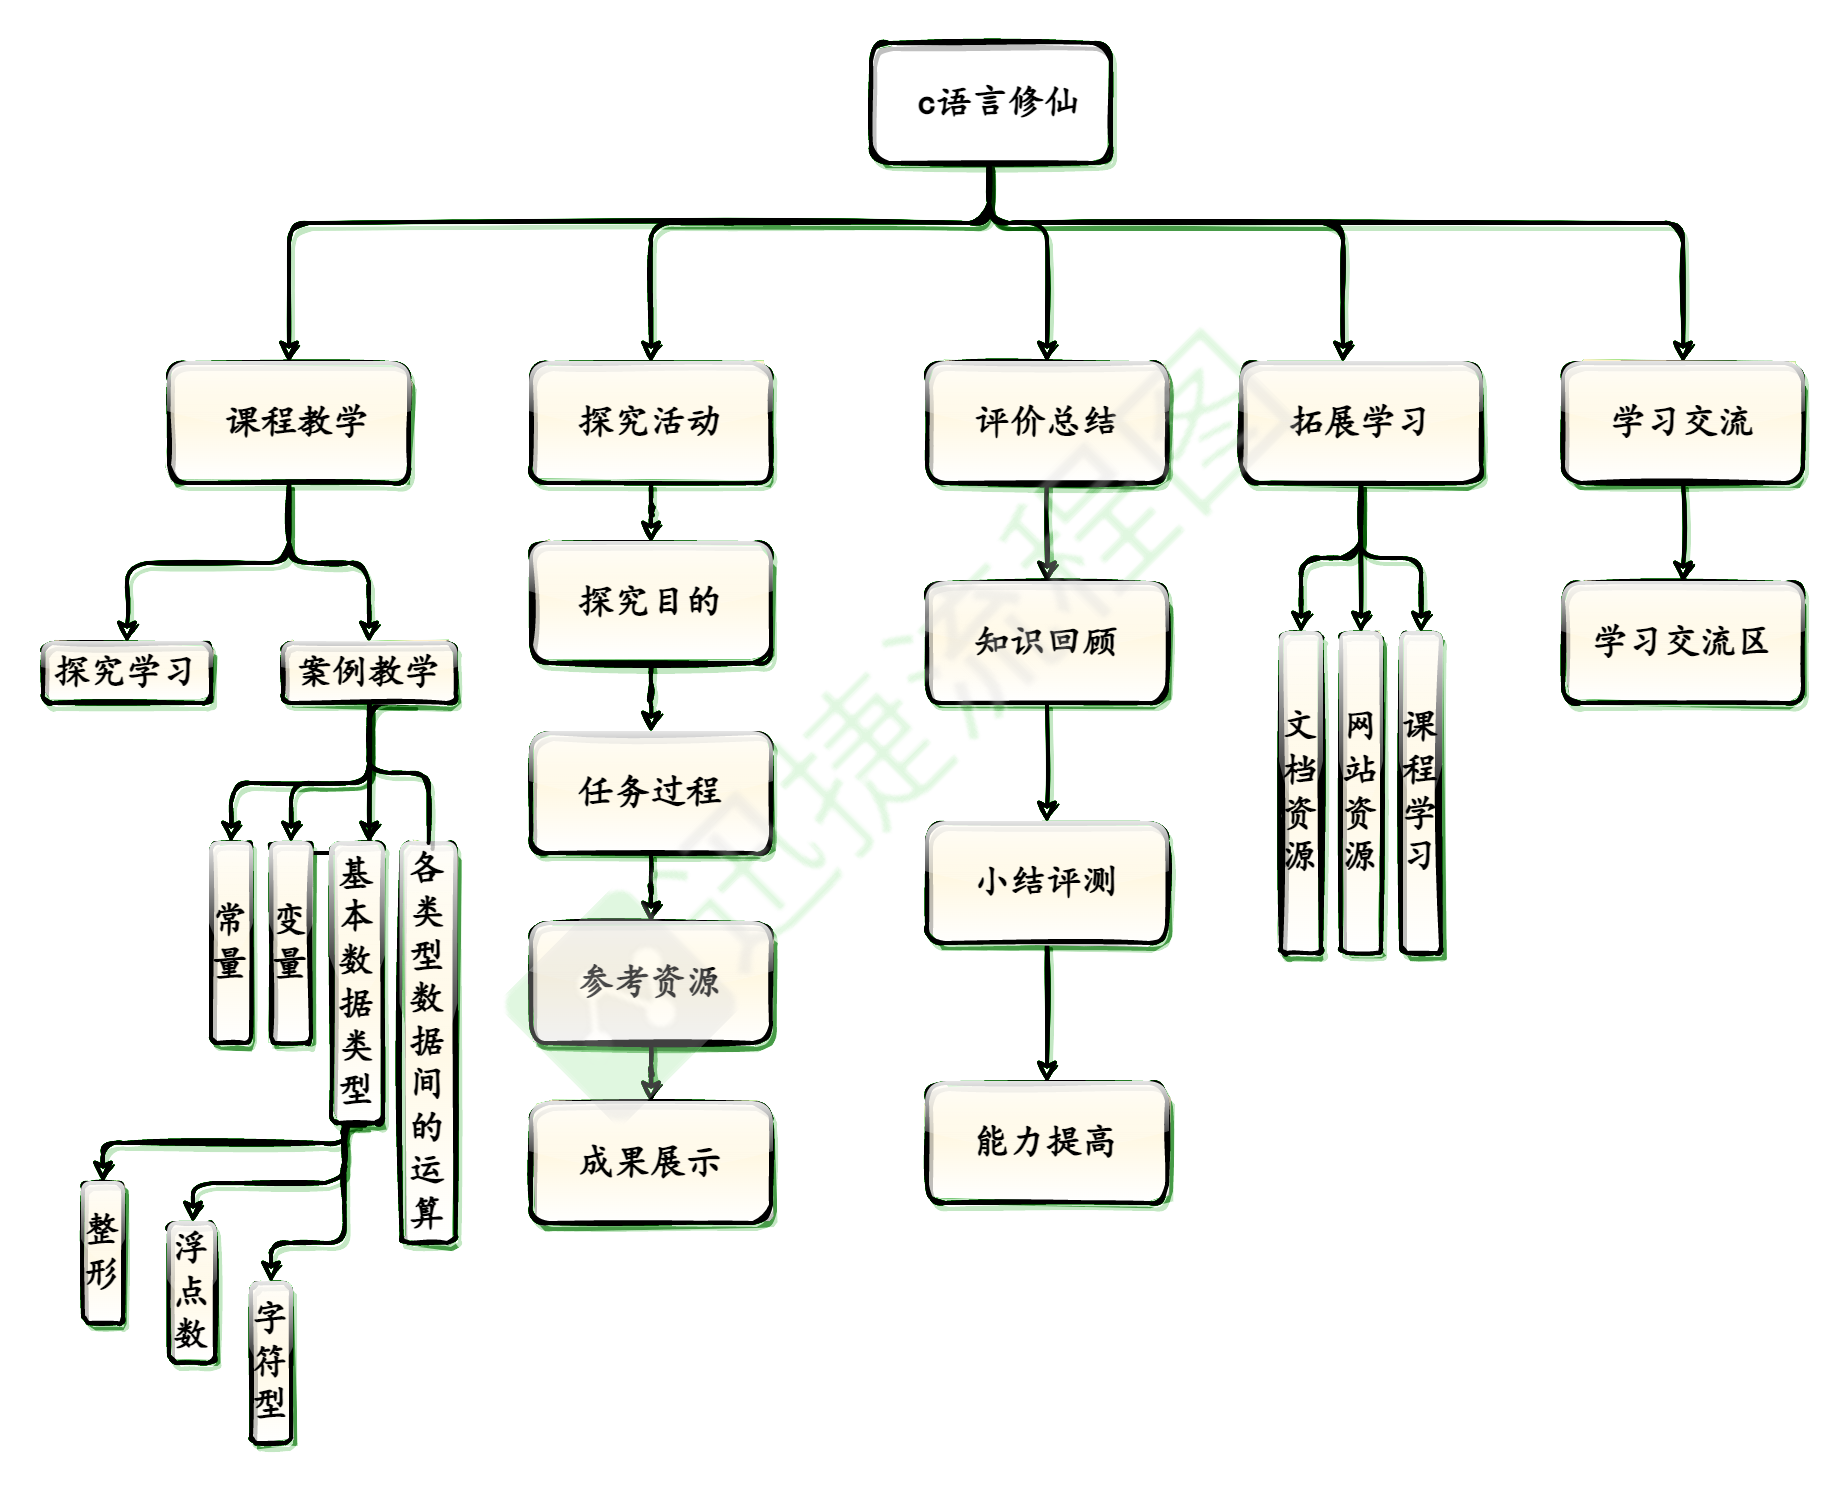 c语言修仙
课程教学
探究活动
评价总结
拓展学习
学习交流
探究学习
案例教学
探究目的
知识回顾
文档资源
网站资源
课程学习
学习交流区
任务过程
常量
变量
基本数据类型
各类型数据间的运算
小结评测
参考资源
成果展示
能力提高
整形
浮点数
字符型
迅捷流程图